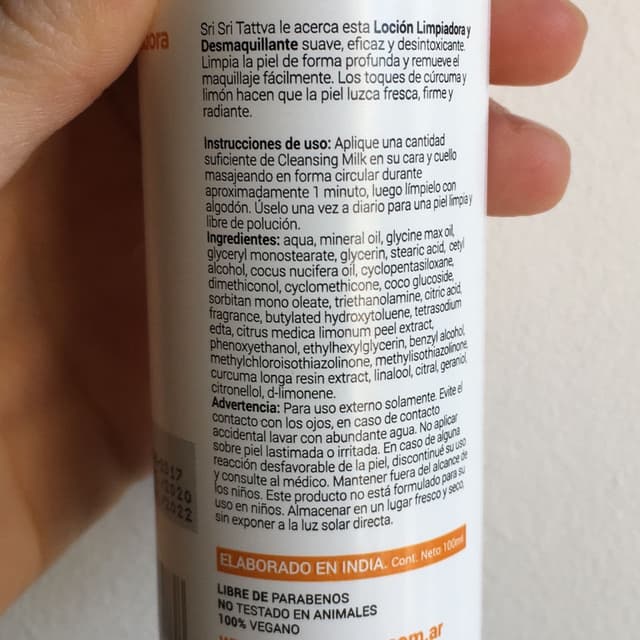 dora
Sri Sri Tattva le acerca esta Loción Limpiadora y
Desmaquillante suave, eficaz y desintoxicante.
Limpia la piel de forma profunda y remueve el
maquillaje fácilmente. Los toques de cúrcuma y
limón hacen que la piel luzca fresca, firme y
radiante.
Instrucciones de uso: Aplique una cantidad
suficiente de Cleansing Milk en su cara y cuello
masajeando en forma circular durante
aproximadamente 1 minuto, luego límpielo con
algodón. Úselo una vez a diario para una piel limpia y
libre de polución.
Ingredientes: aqua, mineral oil, glycine max oil,
glyceryl monostearate, glycerin, stearic acid, cetyl
alcohol, cocus nucifera oil, cyclopentasiloxane,
dimethiconol, cyclomethicone, coco glucoside,
sorbitan mono oleate, triethanolamine, citric acid,
fragrance, butylated hydroxytoluene, tetrasodium
edta, citrus medica limonum peel extract,
phenoxyethanol, ethylhexylglycerin, benzyl alcohol,
methylchloroisothiazolinone, methylisothiazolinone,
curcuma longa resin extract, linalool, citral, geraniol,
citronellol, d-limonene.
Advertencia: Para uso externo solamente. Evite el
contacto con los ojos, en caso de contacto
accidental lavar con abundante agua. No aplicar
sobre piel lastimada o irritada. En caso de alguna
reacción desfavorable de la piel, discontinúe su uso
y consulte al médico. Mantener fuera del alcance de
los niños. Este producto no está formulado para su
uso en niños. Almacenar en un lugar fresco y seco,
sin exponer a la luz solar directa.
2017
/2020
/2022
ELABORADO EN INDIA. Cont. Neto 100ml
LIBRE DE PARABENOS
NO TESTADO EN ANIMALES
100% VEGANO
com.ar